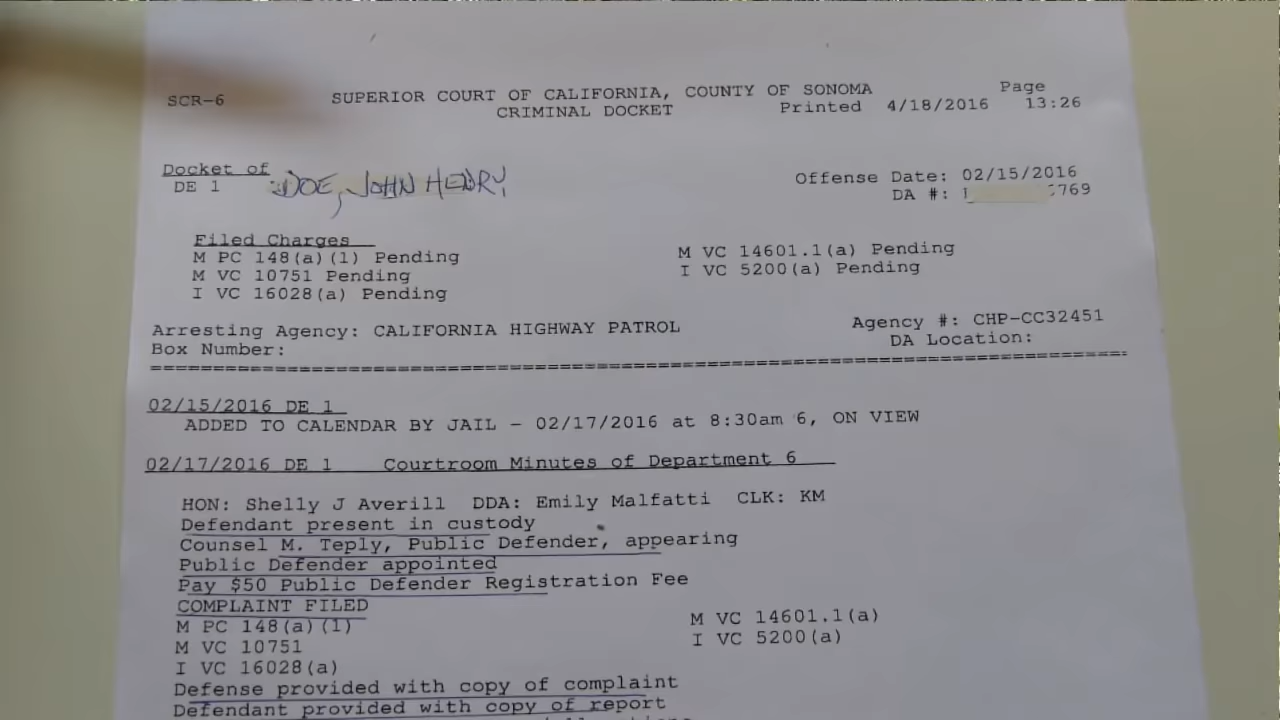 SCR-6 SUPERIOR COURT OF CALIFORNIA, COUNTY OF SONOMA Page
CRIMINAL DOCKET Printed 4/18/2016 13:26
Docket of
DE 1 DOE, JOHN HENRY
Offense Date: 02/15/2016
DA #: 769
Filed Charges
M PC 148(a)(1) Pending M VC 14601.1(a) Pending
M VC 10751 Pending I VC 5200(a) Pending
I VC 16028(a) Pending
Arresting Agency: CALIFORNIA HIGHWAY PATROL Agency #: CHP-CC32451
Box Number: DA Location:
02/15/2016 DE 1
ADDED TO CALENDAR BY JAIL - 02/17/2016 at 8:30am 6, ON VIEW
02/17/2016 DE 1 Courtroom Minutes of Department 6
HON: Shelly J Averill DDA: Emily Malfatti CLK: KM
Defendant present in custody
Counsel M. Teply, Public Defender, appearing
Public Defender appointed
Pay $50 Public Defender Registration Fee
COMPLAINT FILED
M PC 148(a)(1) M VC 14601.1(a)
M VC 10751 I VC 5200(a)
I VC 16028(a)
Defense provided with copy of complaint
Defendant provided with copy of report